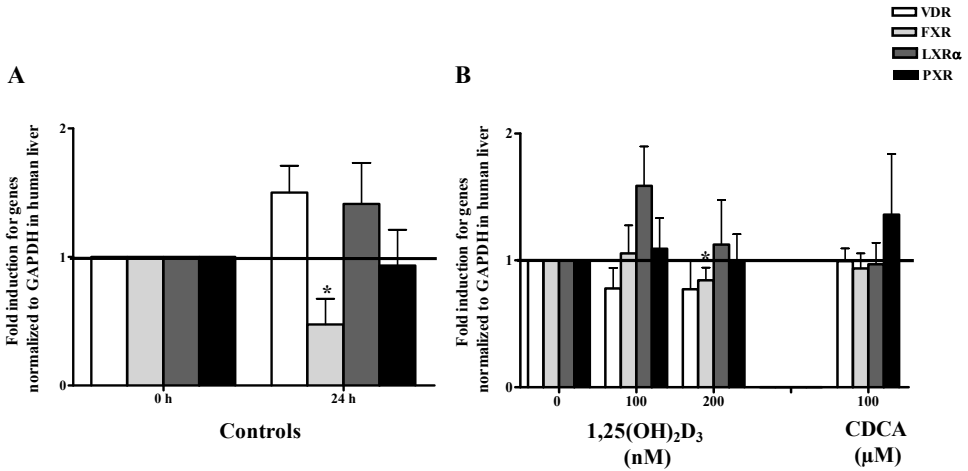 VDR
FXR
LXRα
PXR
A
Fold induction for genes
normalized to GAPDH in human liver
2
1
0
*
0 h
24 h
Controls
B
Fold induction for genes
normalized to GAPDH in human liver
2
1
0
*
0
100
200
100
1,25(OH)₂D₃
(nM)
CDCA
(µM)